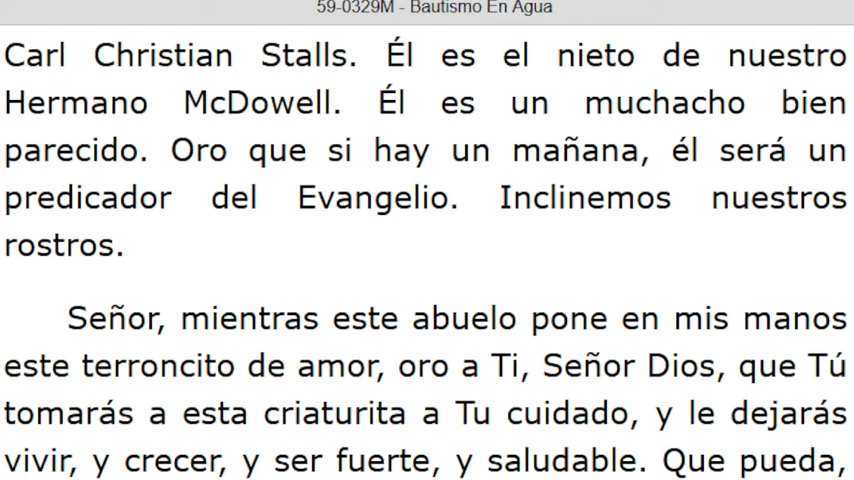 59-0329M - Bautismo En Agua
Carl Christian Stalls. Él es el nieto de nuestro
Hermano McDowell. Él es un muchacho bien
parecido. Oro que si hay un mañana, él será un
predicador del Evangelio. Inclinemos nuestros
rostros.
Señor, mientras este abuelo pone en mis manos
este terroncito de amor, oro a Ti, Señor Dios, que Tú
tomarás a esta criaturita a Tu cuidado, y le dejarás
vivir, y crecer, y ser fuerte, y saludable. Que pueda,